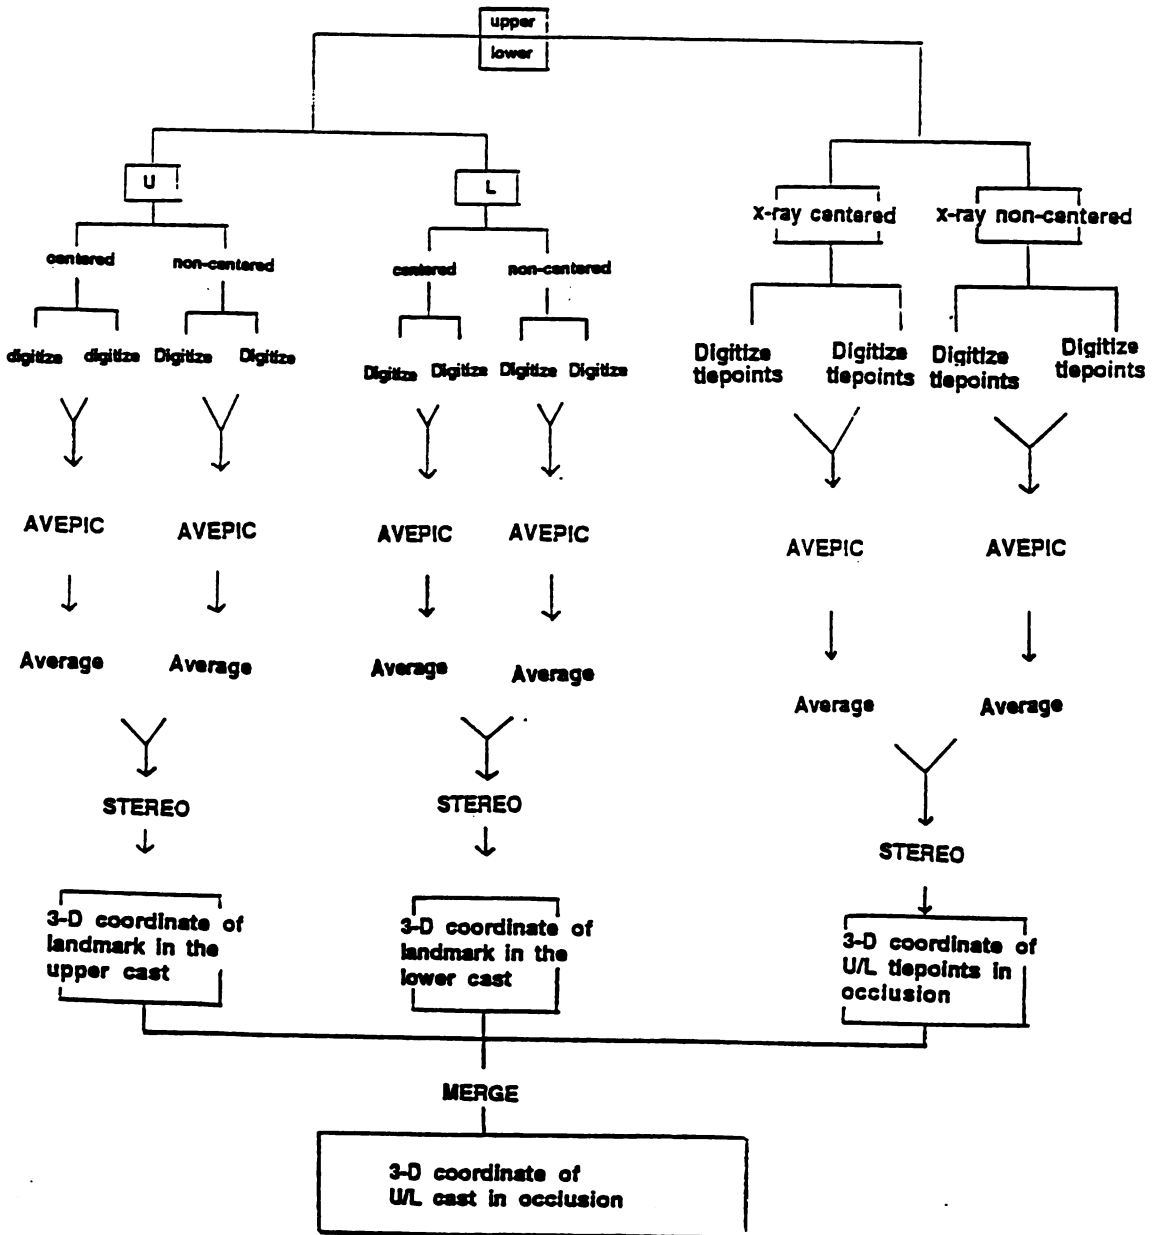 upper
lower
U
L
x-ray centered
x-ray non-centered
centered
non-centered
centered
non-centered
digitize
digitize
Digitize
Digitize
Digitize
Digitize
Digitize
Digitize
Digitize
tiepoints
Digitize
tiepoints
Digitize
tiepoints
Digitize
tiepoints
AVEPIC
AVEPIC
AVEPIC
AVEPIC
AVEPIC
AVEPIC
Average
Average
Average
Average
Average
Average
STEREO
STEREO
STEREO
3-D coordinate of
landmark in the
upper cast
3-D coordinate of
landmark in the
lower cast
3-D coordinate of
U/L tiepoints in
occlusion
MERGE
3-D coordinate of
U/L cast in occlusion